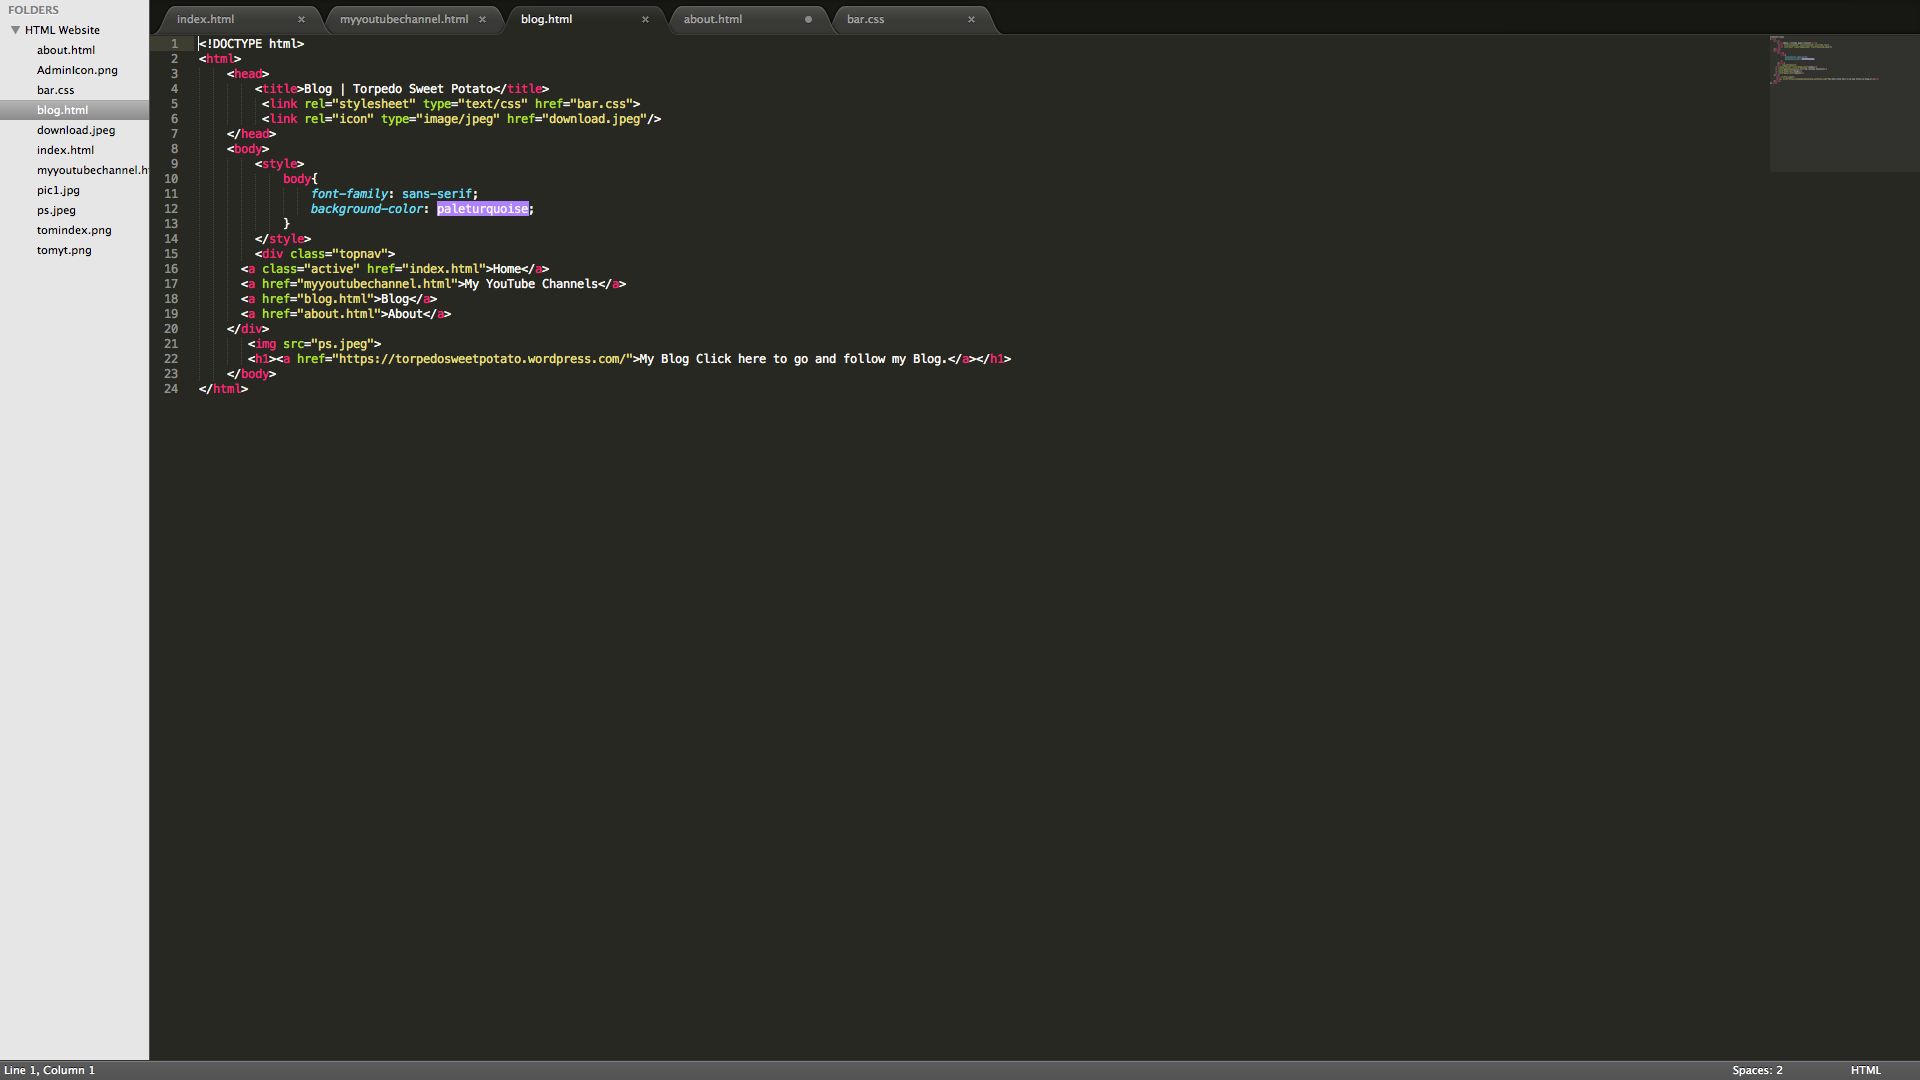 FOLDERS
HTML Website
about.html
AdminIcon.png
bar.css
blog.html
download.jpeg
index.html
myyoutubechannel.h
pic1.jpg
ps.jpeg
tomindex.png
tomyt.png
index.html × myyoutubechannel.html × blog.html × about.html bar.css ×
1 <!DOCTYPE html>
2 <html>
3 <head>
4 <title>Blog | Torpedo Sweet Potato</title>
5 <link rel="stylesheet" type="text/css" href="bar.css">
6 <link rel="icon" type="image/jpeg" href="download.jpeg"/>
7 </head>
8 <body>
9 <style>
10 body{
11 font-family: sans-serif;
12 background-color: paleturquoise;
13 }
14 </style>
15 <div class="topnav">
16 <a class="active" href="index.html">Home</a>
17 <a href="myyoutubechannel.html">My YouTube Channels</a>
18 <a href="blog.html">Blog</a>
19 <a href="about.html">About</a>
20 </div>
21 <img src="ps.jpeg">
22 <h1><a href="https://torpedosweetpotato.wordpress.com/">My Blog Click here to go and follow my Blog.</a></h1>
23 </body>
24 </html>
Line 1, Column 1 Spaces: 2 HTML